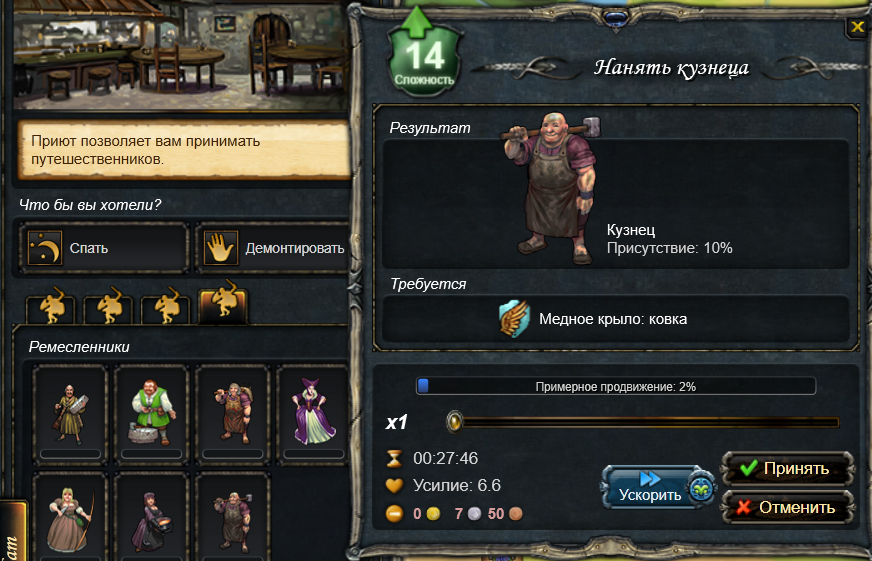 14
Сложность
Нанять кузнеца
Приют позволяет вам принимать
путешественников.
Что бы вы хотели?
Спать
Демонтировать
Ремесленники
Результат
Кузнец
Присутствие: 10%
Требуется
Медное крыло: ковка
Примерное продвижение: 2%
x1
00:27:46
Усилие: 6.6
0 7 50
Ускорить
Принять
Отменить